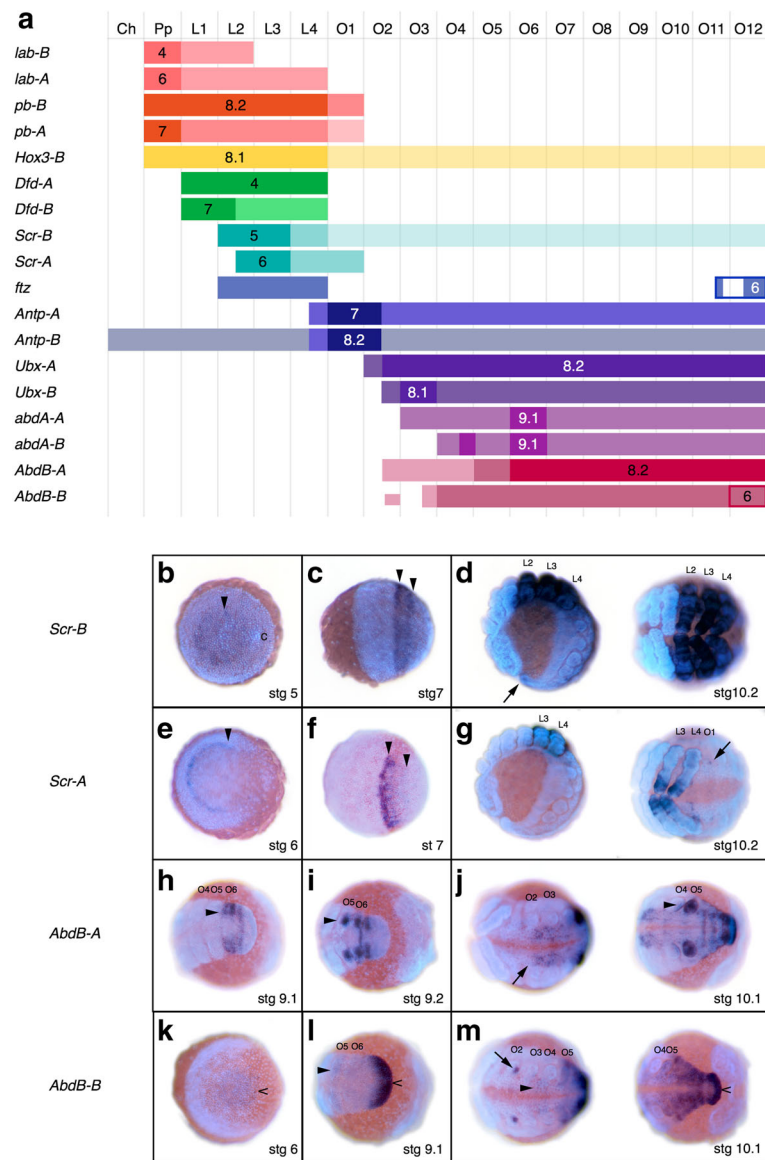 a
Ch Pp L1 L2 L3 L4 O1 O2 O3 O4 O5 O6 O7 O8 O9 O10 O11 O12
lab-B 4
lab-A 6
pb-B 8.2
pb-A 7
Hox3-B 8.1
Dfd-A 4
Dfd-B 7
Scr-B 5
Scr-A 6
ftz 6
Antp-A 7
Antp-B 8.2
Ubx-A 8.2
Ubx-B 8.1
abdA-A 9.1
abdA-B 9.1
AbdB-A 8.2
AbdB-B 6
Scr-B
b
c
stg 5
c
stg7
d
L2 L3 L4
L2 L3 L4
stg10.2
Scr-A
e
stg 6
f
st 7
g
L3 L4
L3 L4 O1
stg10.2
AbdB-A
h
O4 O5 O6
stg 9.1
i
O5 O6
stg 9.2
j
O2 O3
O4 O5
stg 10.1
AbdB-B
k
stg 6
l
O5 O6
stg 9.1
m
O2 O3 O4 O5
O4 O5
stg 10.1